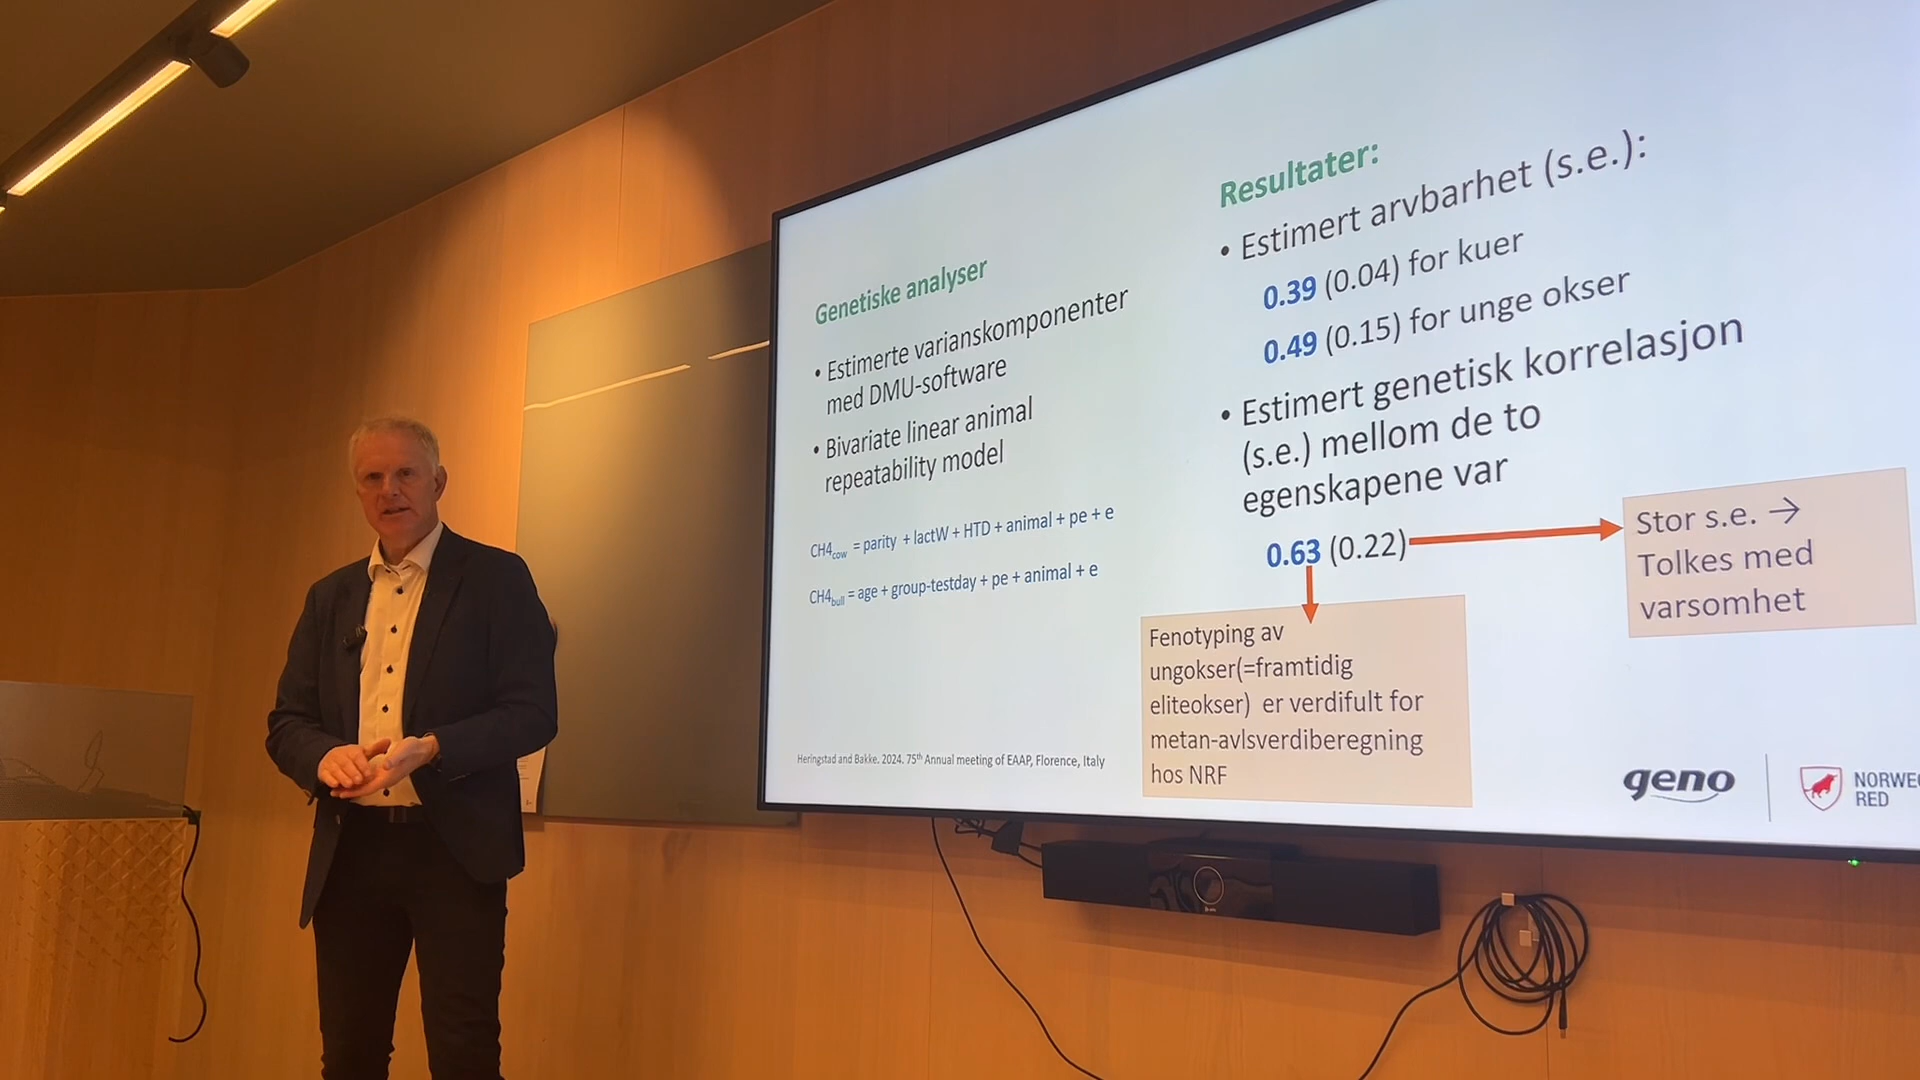 Genetiske analyser
• Estimerte varianskomponenter
med DMU-software
• Bivariate linear animal
repeatability model
CH4cow = parity + lactW + HTD + animal + pe + e
CH4bull = age + group-testday + pe + animal + e
Heringstad and Bakke. 2024. 75th Annual meeting of EAAP, Florence, Italy
Resultater:
• Estimert arvbarhet (s.e.):
0.39 (0.04) for kuer
0.49 (0.15) for unge okser
• Estimert genetisk korrelasjon
(s.e.) mellom de to
egenskapene var
0.63 (0.22)
Stor s.e. →
Tolkes med
varsomhet
Fenotyping av
ungokser(=framtidig
eliteokser) er verdifult for
metan-avlsverdiberegning
hos NRF
geno
NORWE
RED